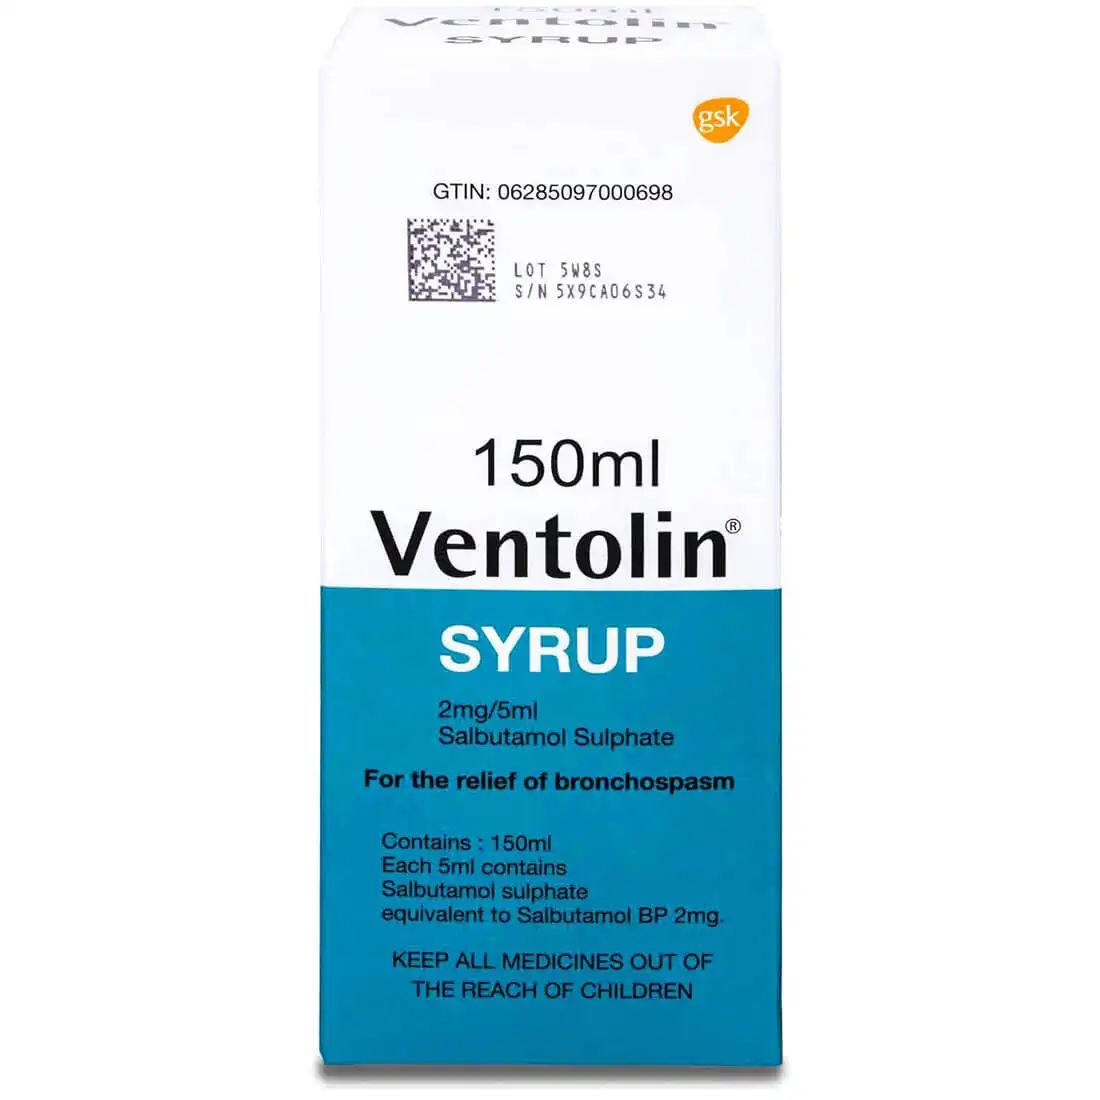 150ml
Ventolin®
SYRUP
gsk
GTIN: 06285097000698
LOT 5W8S
S/N 5X9CA06S34
150ml
Ventolin®
SYRUP
2mg/5ml
Salbutamol Sulphate
For the relief of bronchospasm
Contains : 150ml
Each 5ml contains
Salbutamol sulphate
equivalent to Salbutamol BP 2mg.
KEEP ALL MEDICINES OUT OF
THE REACH OF CHILDREN